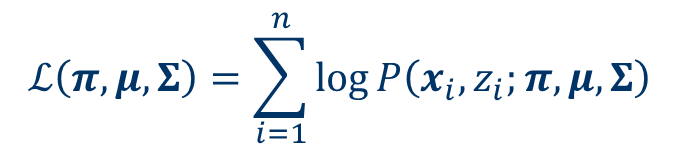 ℒ(𝝅, 𝝁, 𝚺) = ∑_{i=1}^{n} log P(𝒙_i, z_i; 𝝅, 𝝁, 𝚺)